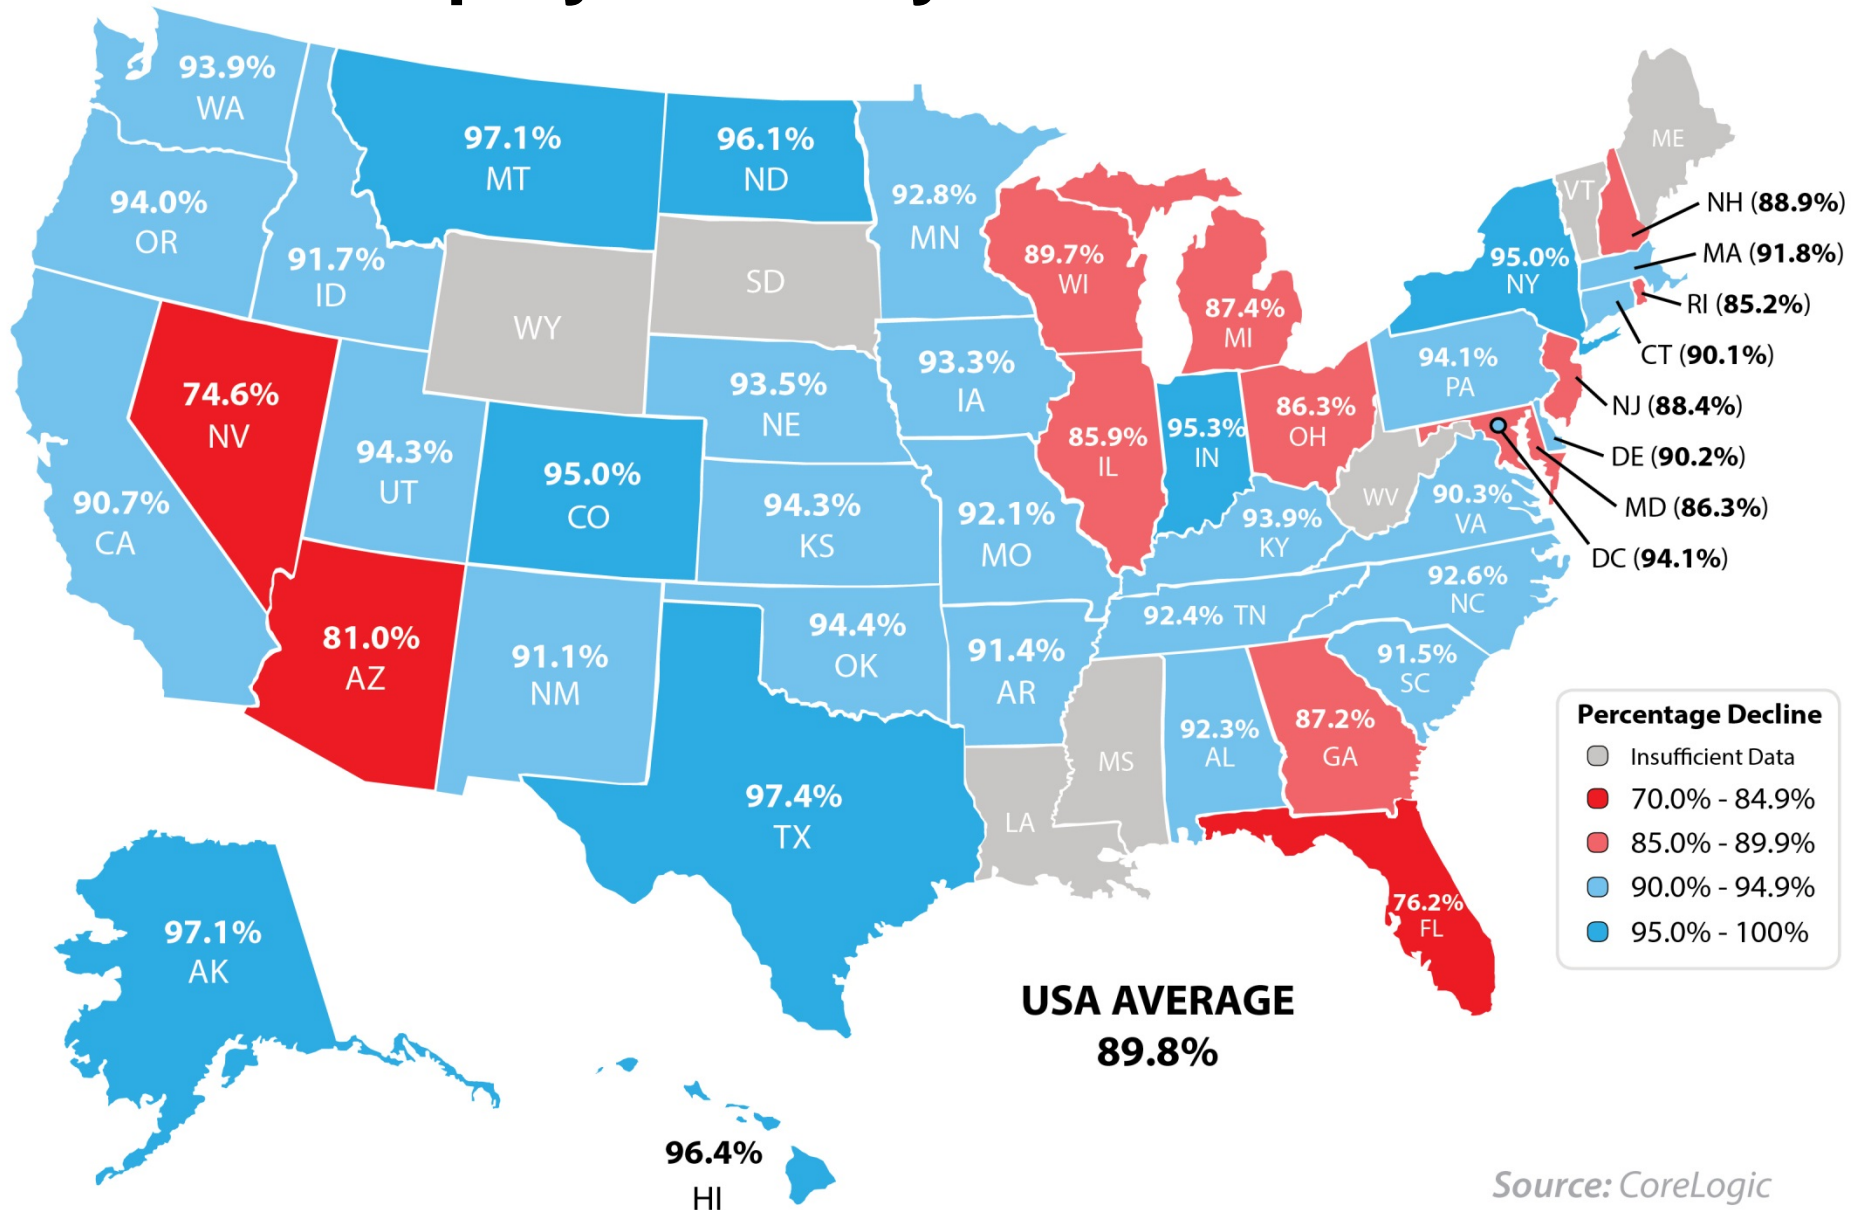 93.9%
WA
94.0%
OR
91.7%
ID
97.1%
MT
96.1%
ND
92.8%
MN
SD
WY
89.7%
WI
87.4%
MI
ME
VT
NH (88.9%)
MA (91.8%)
RI (85.2%)
CT (90.1%)
NJ (88.4%)
DE (90.2%)
MD (86.3%)
DC (94.1%)
95.0%
NY
94.1%
PA
74.6%
NV
94.3%
UT
90.7%
CA
95.0%
CO
93.5%
NE
93.3%
IA
94.3%
KS
92.1%
MO
85.9%
IL
95.3%
IN
86.3%
OH
WV
90.3%
VA
93.9%
KY
92.6%
NC
92.4% TN
91.5%
SC
81.0%
AZ
91.1%
NM
94.4%
OK
91.4%
AR
97.4%
TX
LA
MS
92.3%
AL
87.2%
GA
76.2%
FL
97.1%
AK
96.4%
HI
USA AVERAGE
89.8%
Percentage Decline
Insufficient Data
70.0% - 84.9%
85.0% - 89.9%
90.0% - 94.9%
95.0% - 100%
Source: CoreLogic